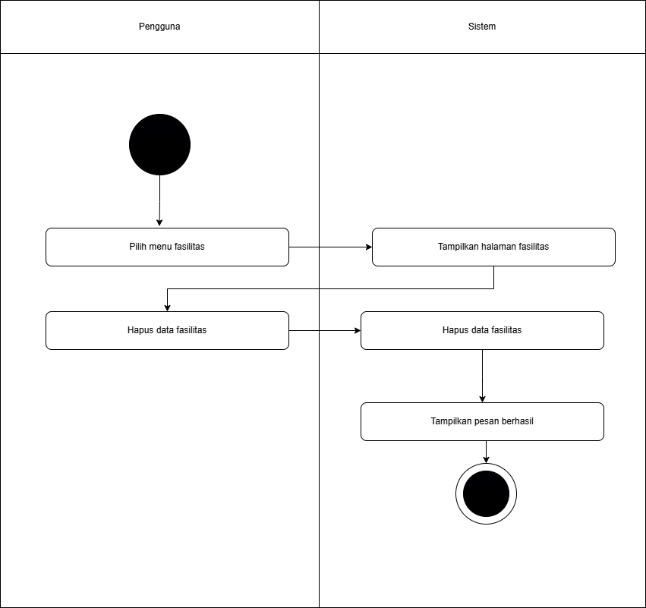 Pengguna
Sistem
Pilih menu fasilitas
Tampilkan halaman fasilitas
Hapus data fasilitas
Hapus data fasilitas
Tampilkan pesan berhasil